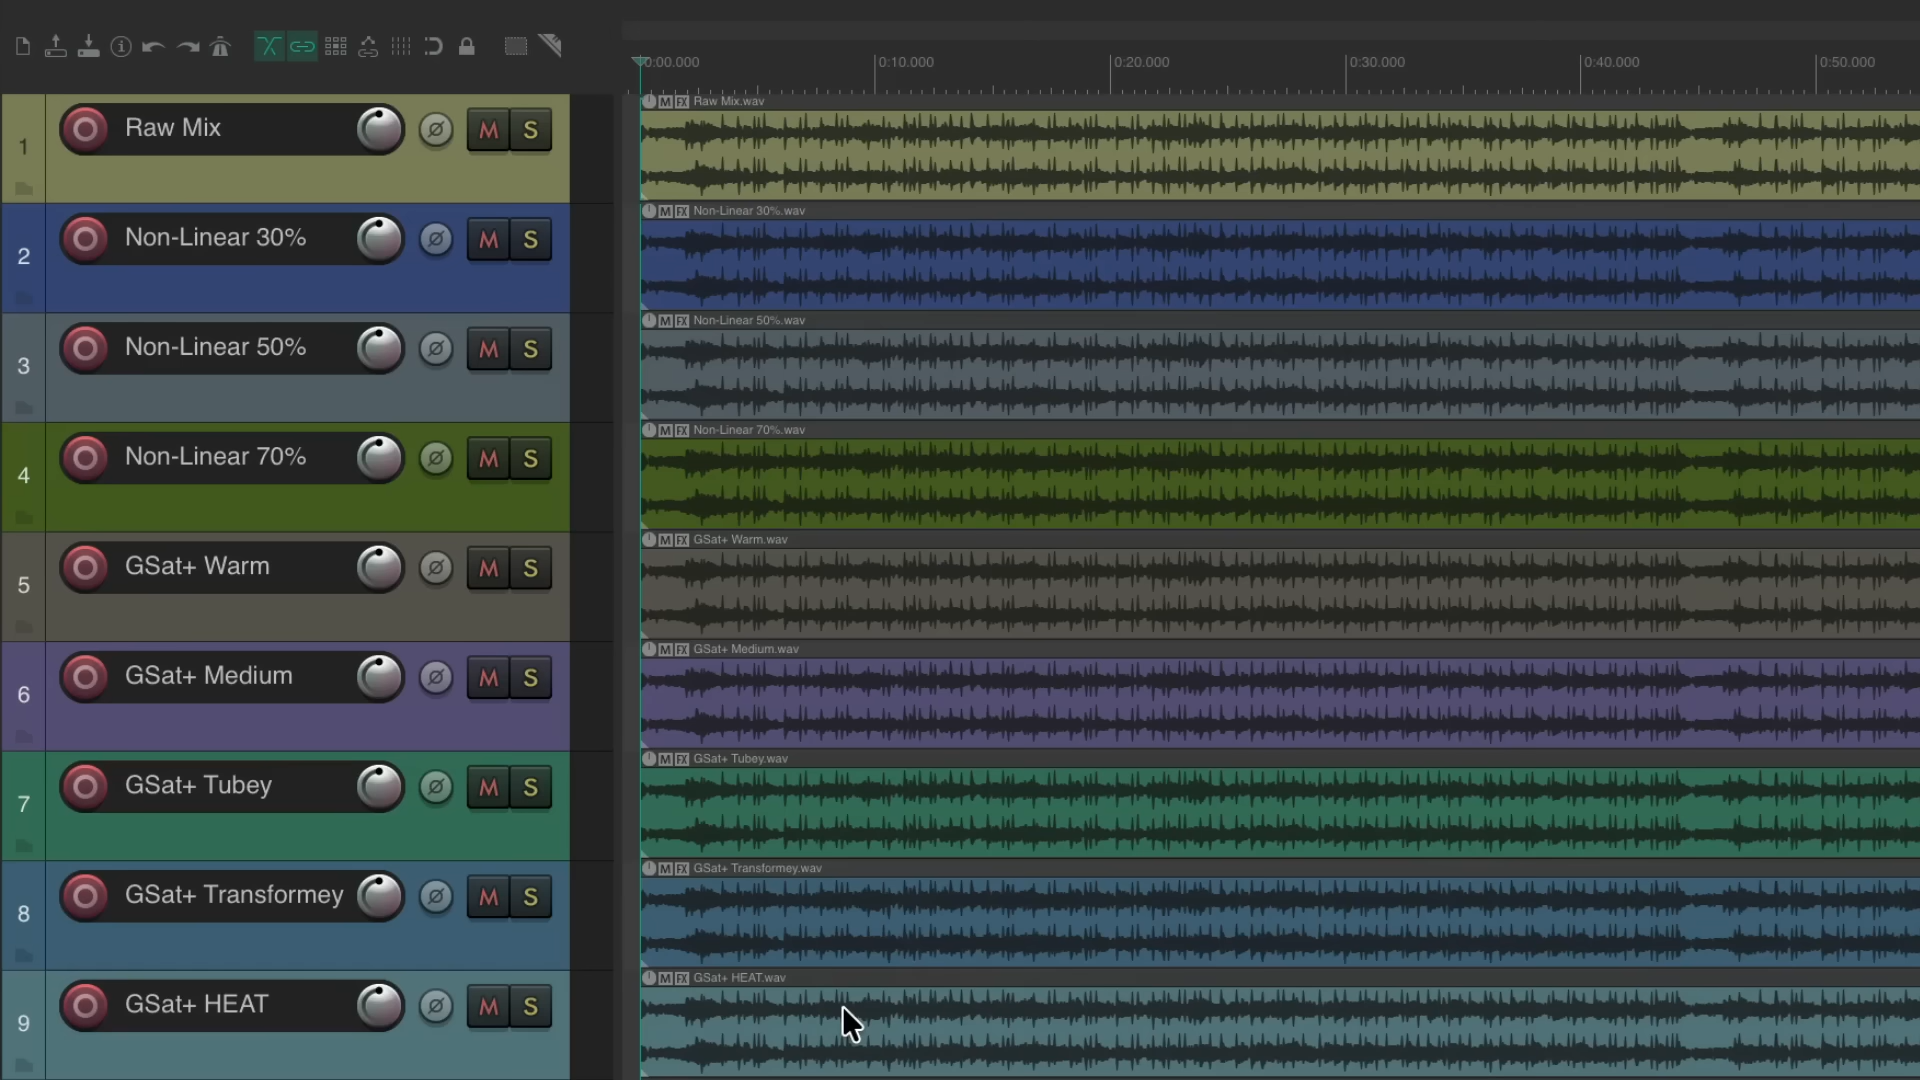 0:00.000 0:10.000 0:20.000 0:30.000 0:40.000 0:50.000
M FX Raw Mix.wav
1 Raw Mix M S
M FX Non-Linear 30%.wav
2 Non-Linear 30% M S
M FX Non-Linear 50%.wav
3 Non-Linear 50% M S
M FX Non-Linear 70%.wav
4 Non-Linear 70% M S
M FX GSat+ Warm.wav
5 GSat+ Warm M S
M FX GSat+ Medium.wav
6 GSat+ Medium M S
M FX GSat+ Tubey.wav
7 GSat+ Tubey M S
M FX GSat+ Transformey.wav
8 GSat+ Transformey M S
M FX GSat+ HEAT.wav
9 GSat+ HEAT M S